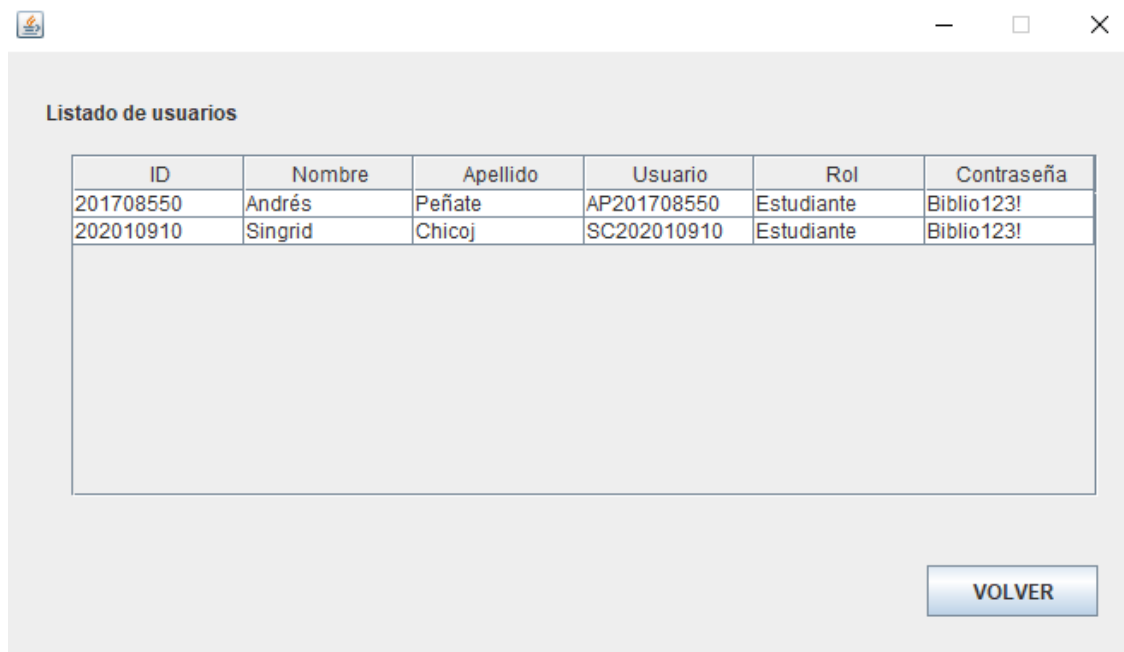 Listado de usuarios
ID Nombre Apellido Usuario Rol Contraseña
201708550 Andrés Peñate AP201708550 Estudiante Biblio123!
202010910 Singrid Chicoj SC202010910 Estudiante Biblio123!
VOLVER